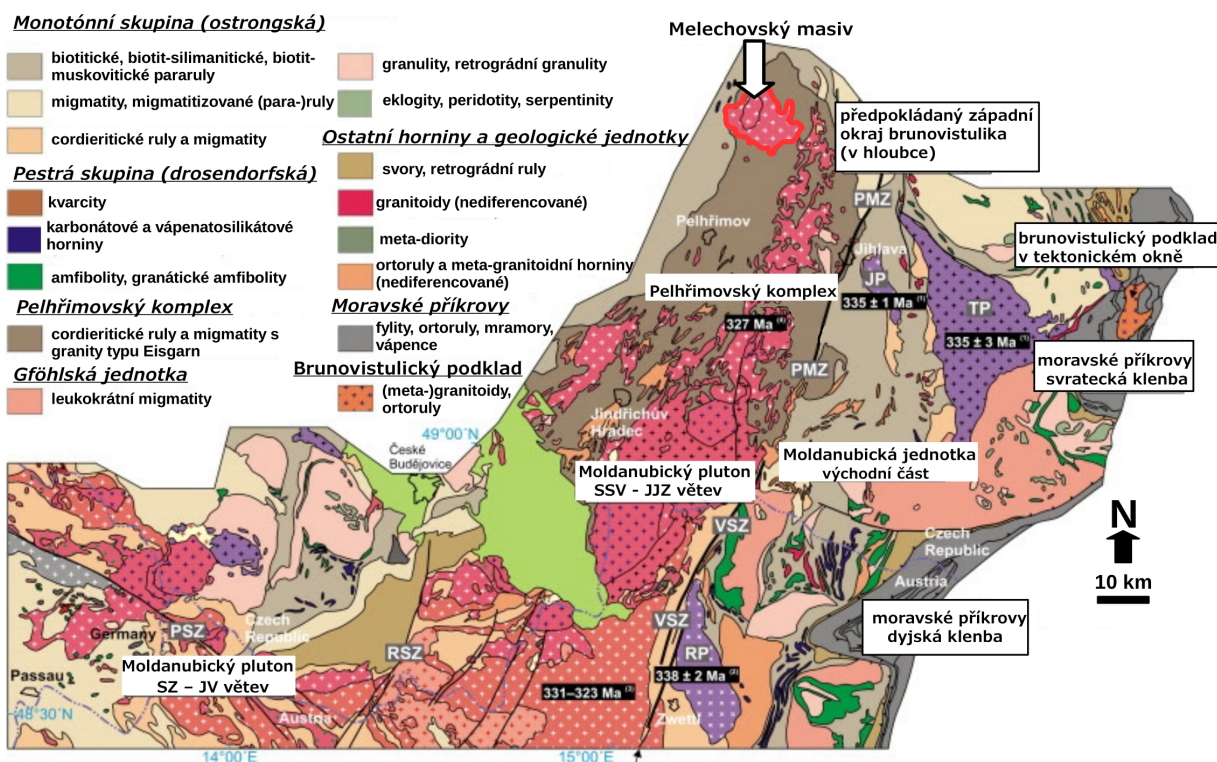 Monotónní skupina (ostrongská)
biotitické, biotit-silimanitické, biotit-
muskovitické pararuly
migmatity, migmatitizované (para-)ruly
cordieritické ruly a migmatity
Pestrá skupina (drosendorfská)
kvarcity
karbonátové a vápenatosilikátové
horniny
amfibolity, granátické amfibolity
Pelhřimovský komplex
cordieritické ruly a migmatity s
granity typu Eisgarn
Gföhlská jednotka
leukokrátní migmatity
granulity, retrográdní granulity
eklogity, peridotity, serpentinity
Ostatní horniny a geologické jednotky
svory, retrográdní ruly
granitoidy (nediferencované)
meta-diority
ortoruly a meta-granitoidní horniny
(nediferencované)
Moravské příkrovy
fylity, ortoruly, mramory,
vápence
Brunovistulický podklad
(meta-)granitoidy,
ortoruly
Melechovský masiv
předpokládaný západní
okraj brunovistulika
(v hloubce)
PMZ
Pelhřimov
brunovistulický podklad
v tektonickém okně
Jihlava
JP
Pelhřimovský komplex
335 ± 1 Ma (1)
TP
327 Ma (4)
335 ± 3 Ma (1)
PMZ
moravské příkrovy
svratecká klenba
Jindřichův
Hradec
49°00´N
České
Budějovice
Moldanubický pluton
SSV - JJZ větev
Moldanubická jednotka
východní část
VSZ
Czech
Republic
Austria
N
10 km
moravské příkrovy
dyjská klenba
Germany
PSZ
Czech
Republic
VSZ
RSZ
RP
Passau
Moldanubický pluton
SZ – JV větev
338 ± 2 Ma (2)
331–323 Ma (3)
48°30´N
Austria
Zwettl
14°00´E
15°00´E